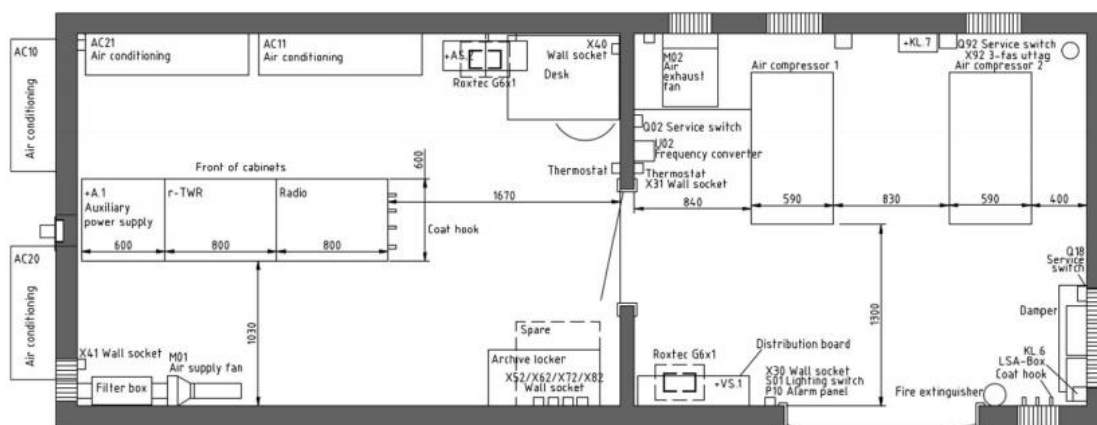 AC10
Air conditioning
AC21
Air conditioning
AC11
Air conditioning
+A.S.2
Roxtec G6x1
X40
Wall socket
Desk
M02
Air
exhaust
fan
+KL.7
Q92 Service switch
X92 3-fas uttag
Air compressor 1
Air compressor 2
Q02 Service switch
U02
Frequency converter
Thermostat
Thermostat
X31 Wall socket
Front of cabinets
600
1670
840
590
830
590
400
+A.1
Auxiliary
power supply
r-TWR
Radio
600
800
800
Coat hook
AC20
Air conditioning
1030
1300
Q18
Service
switch
Damper
X41 Wall socket
M01
Air supply fan
Filter box
Spare
Archive locker
X52/X62/X72/X82
Wall socket
Roxtec G6x1
Distribution board
+VS.1
X30 Wall socket
S01 Lighting switch
P10 Alarm panel
Fire extinguisher
KL.6
LSA-Box
Coat hook